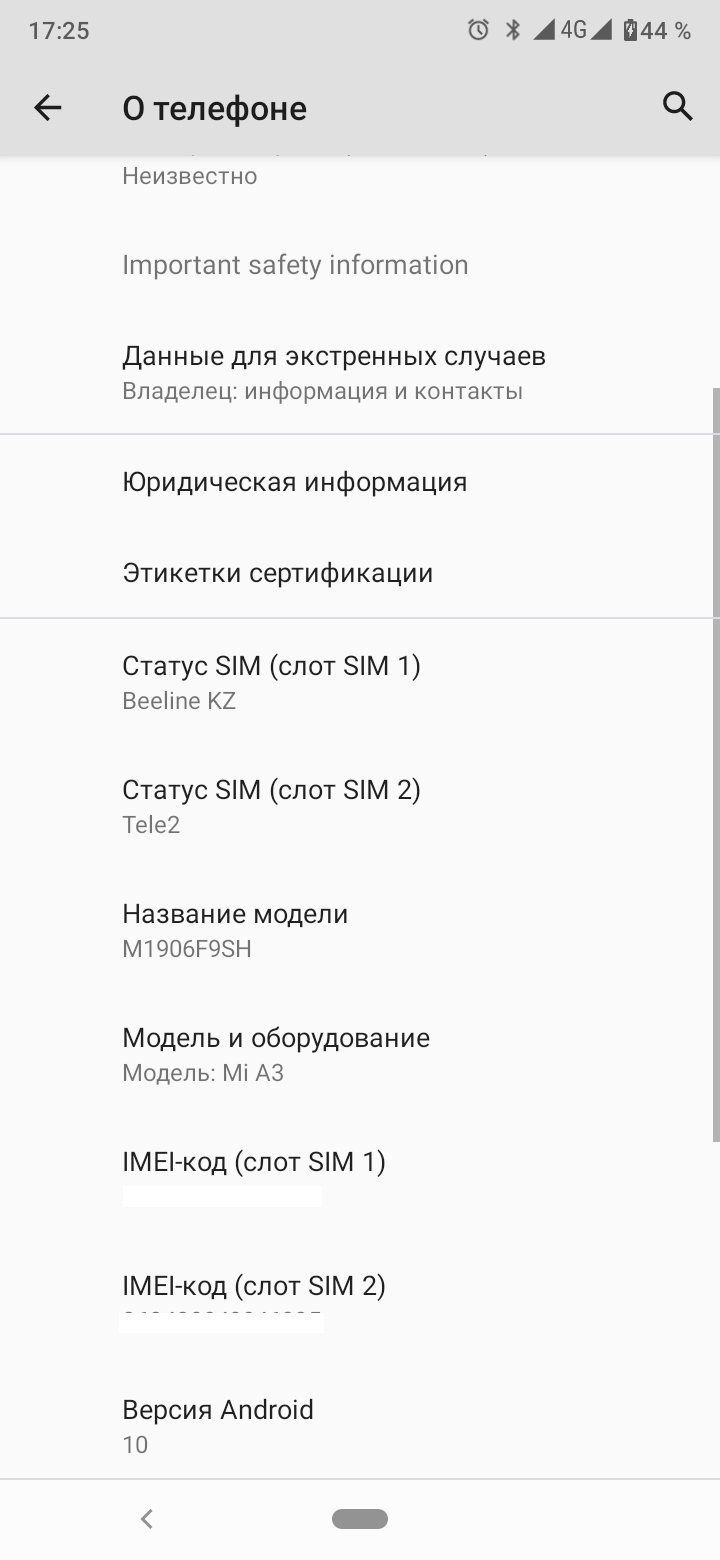 17:25
4G
44 %
О телефоне
Неизвестно
Important safety information
Данные для экстренных случаев
Владелец: информация и контакты
Юридическая информация
Этикетки сертификации
Статус SIM (слот SIM 1)
Beeline KZ
Статус SIM (слот SIM 2)
Tele2
Название модели
M1906F9SH
Модель и оборудование
Модель: Mi A3
IMEI-код (слот SIM 1)
IMEI-код (слот SIM 2)
Версия Android
10